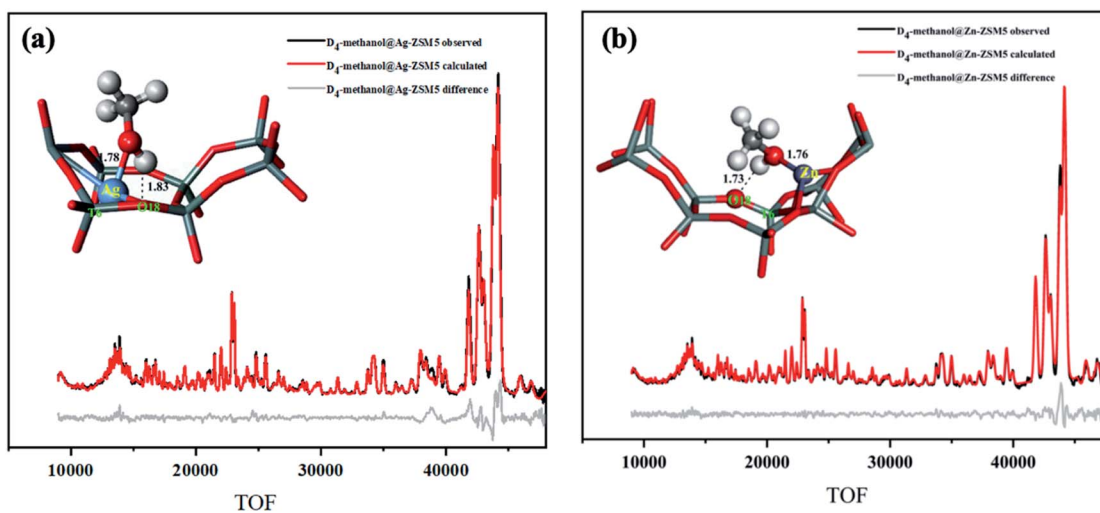 (a)
D4-methanol@Ag-ZSM5 observed
D4-methanol@Ag-ZSM5 calculated
D4-methanol@Ag-ZSM5 difference
1.78
Ag
1.83
T6
O18
10000 20000 30000 40000
TOF
(b)
D4-methanol@Zn-ZSM5 observed
D4-methanol@Zn-ZSM5 calculated
D4-methanol@Zn-ZSM5 difference
1.76
1.73
Zn
O18
T6
10000 20000 30000 40000
TOF